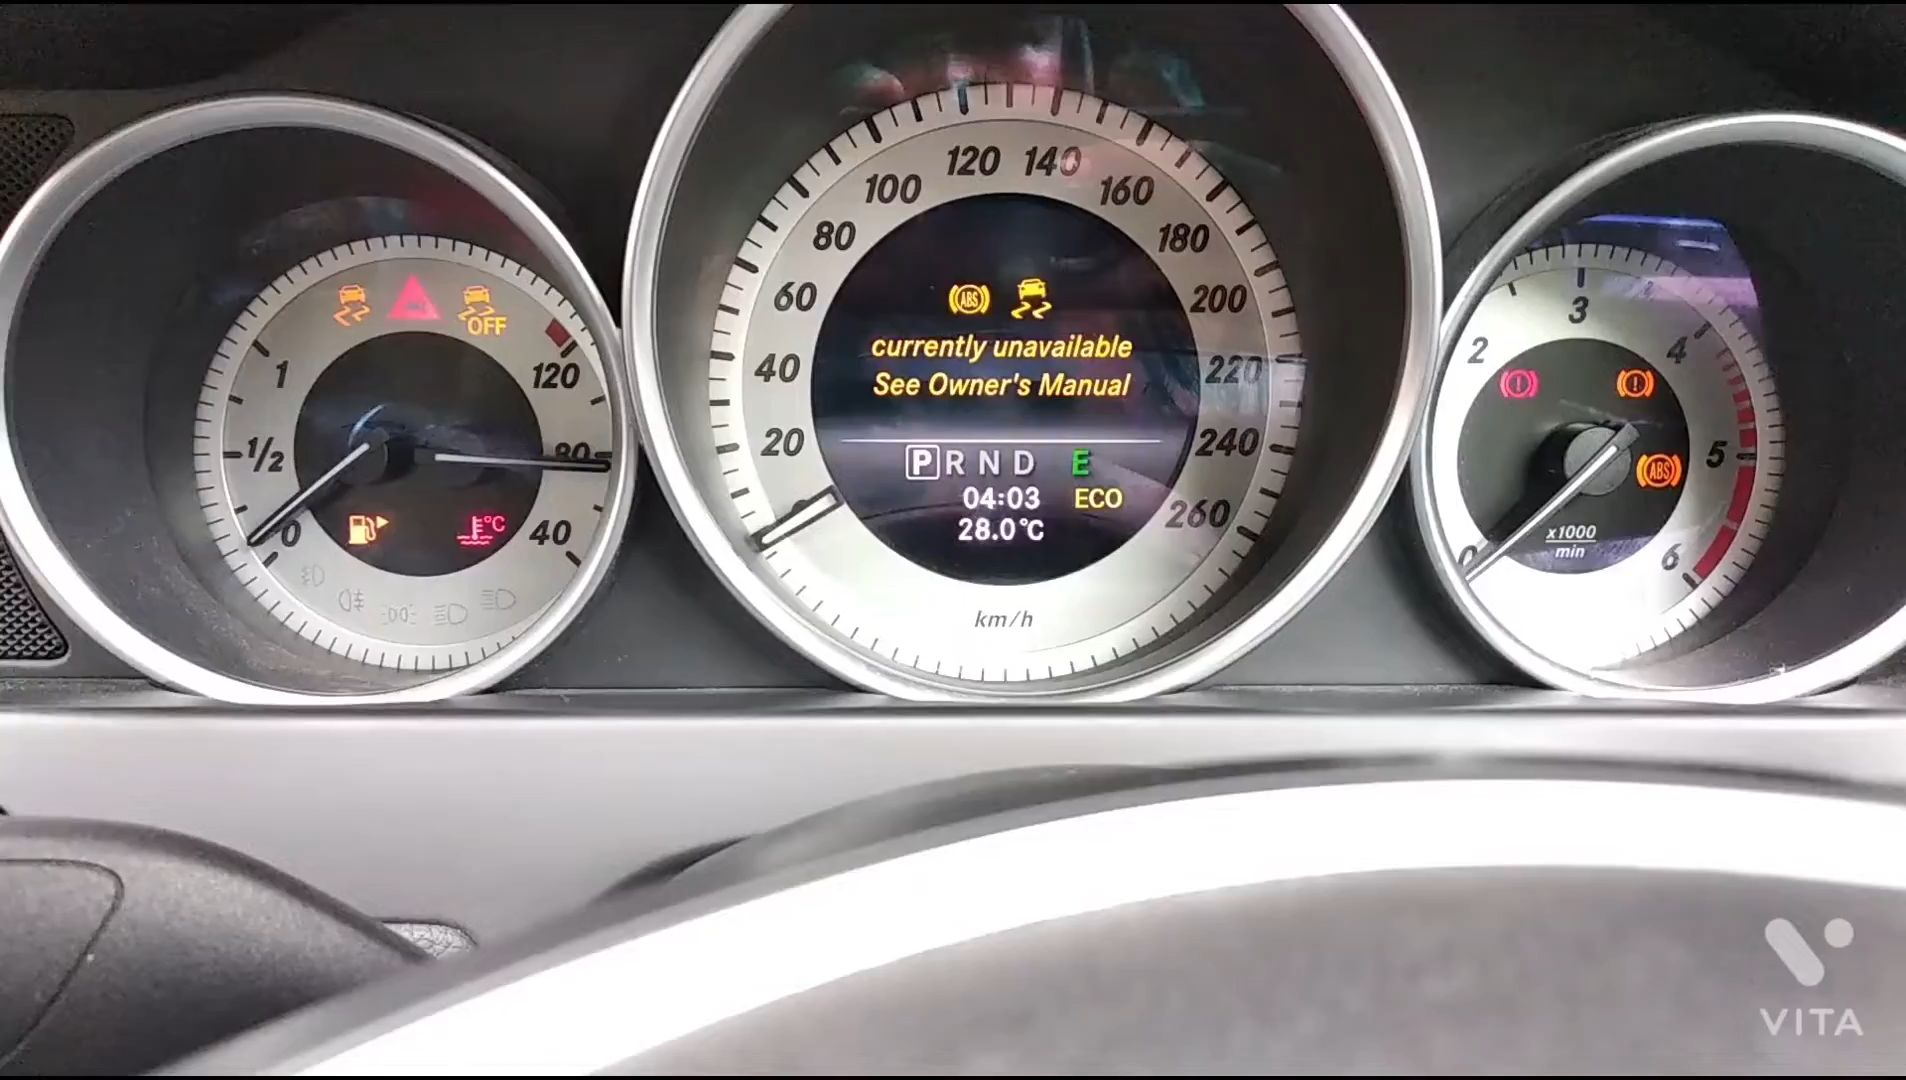 OFF
1
1/2
0
120
80
40
°C
20
40
60
80
100
120
140
160
180
200
220
240
260
ABS
currently unavailable
See Owner's Manual
P R N D E
04:03 ECO
28.0°C
km/h
0
2
3
4
5
6
ABS
x1000
min
VITA